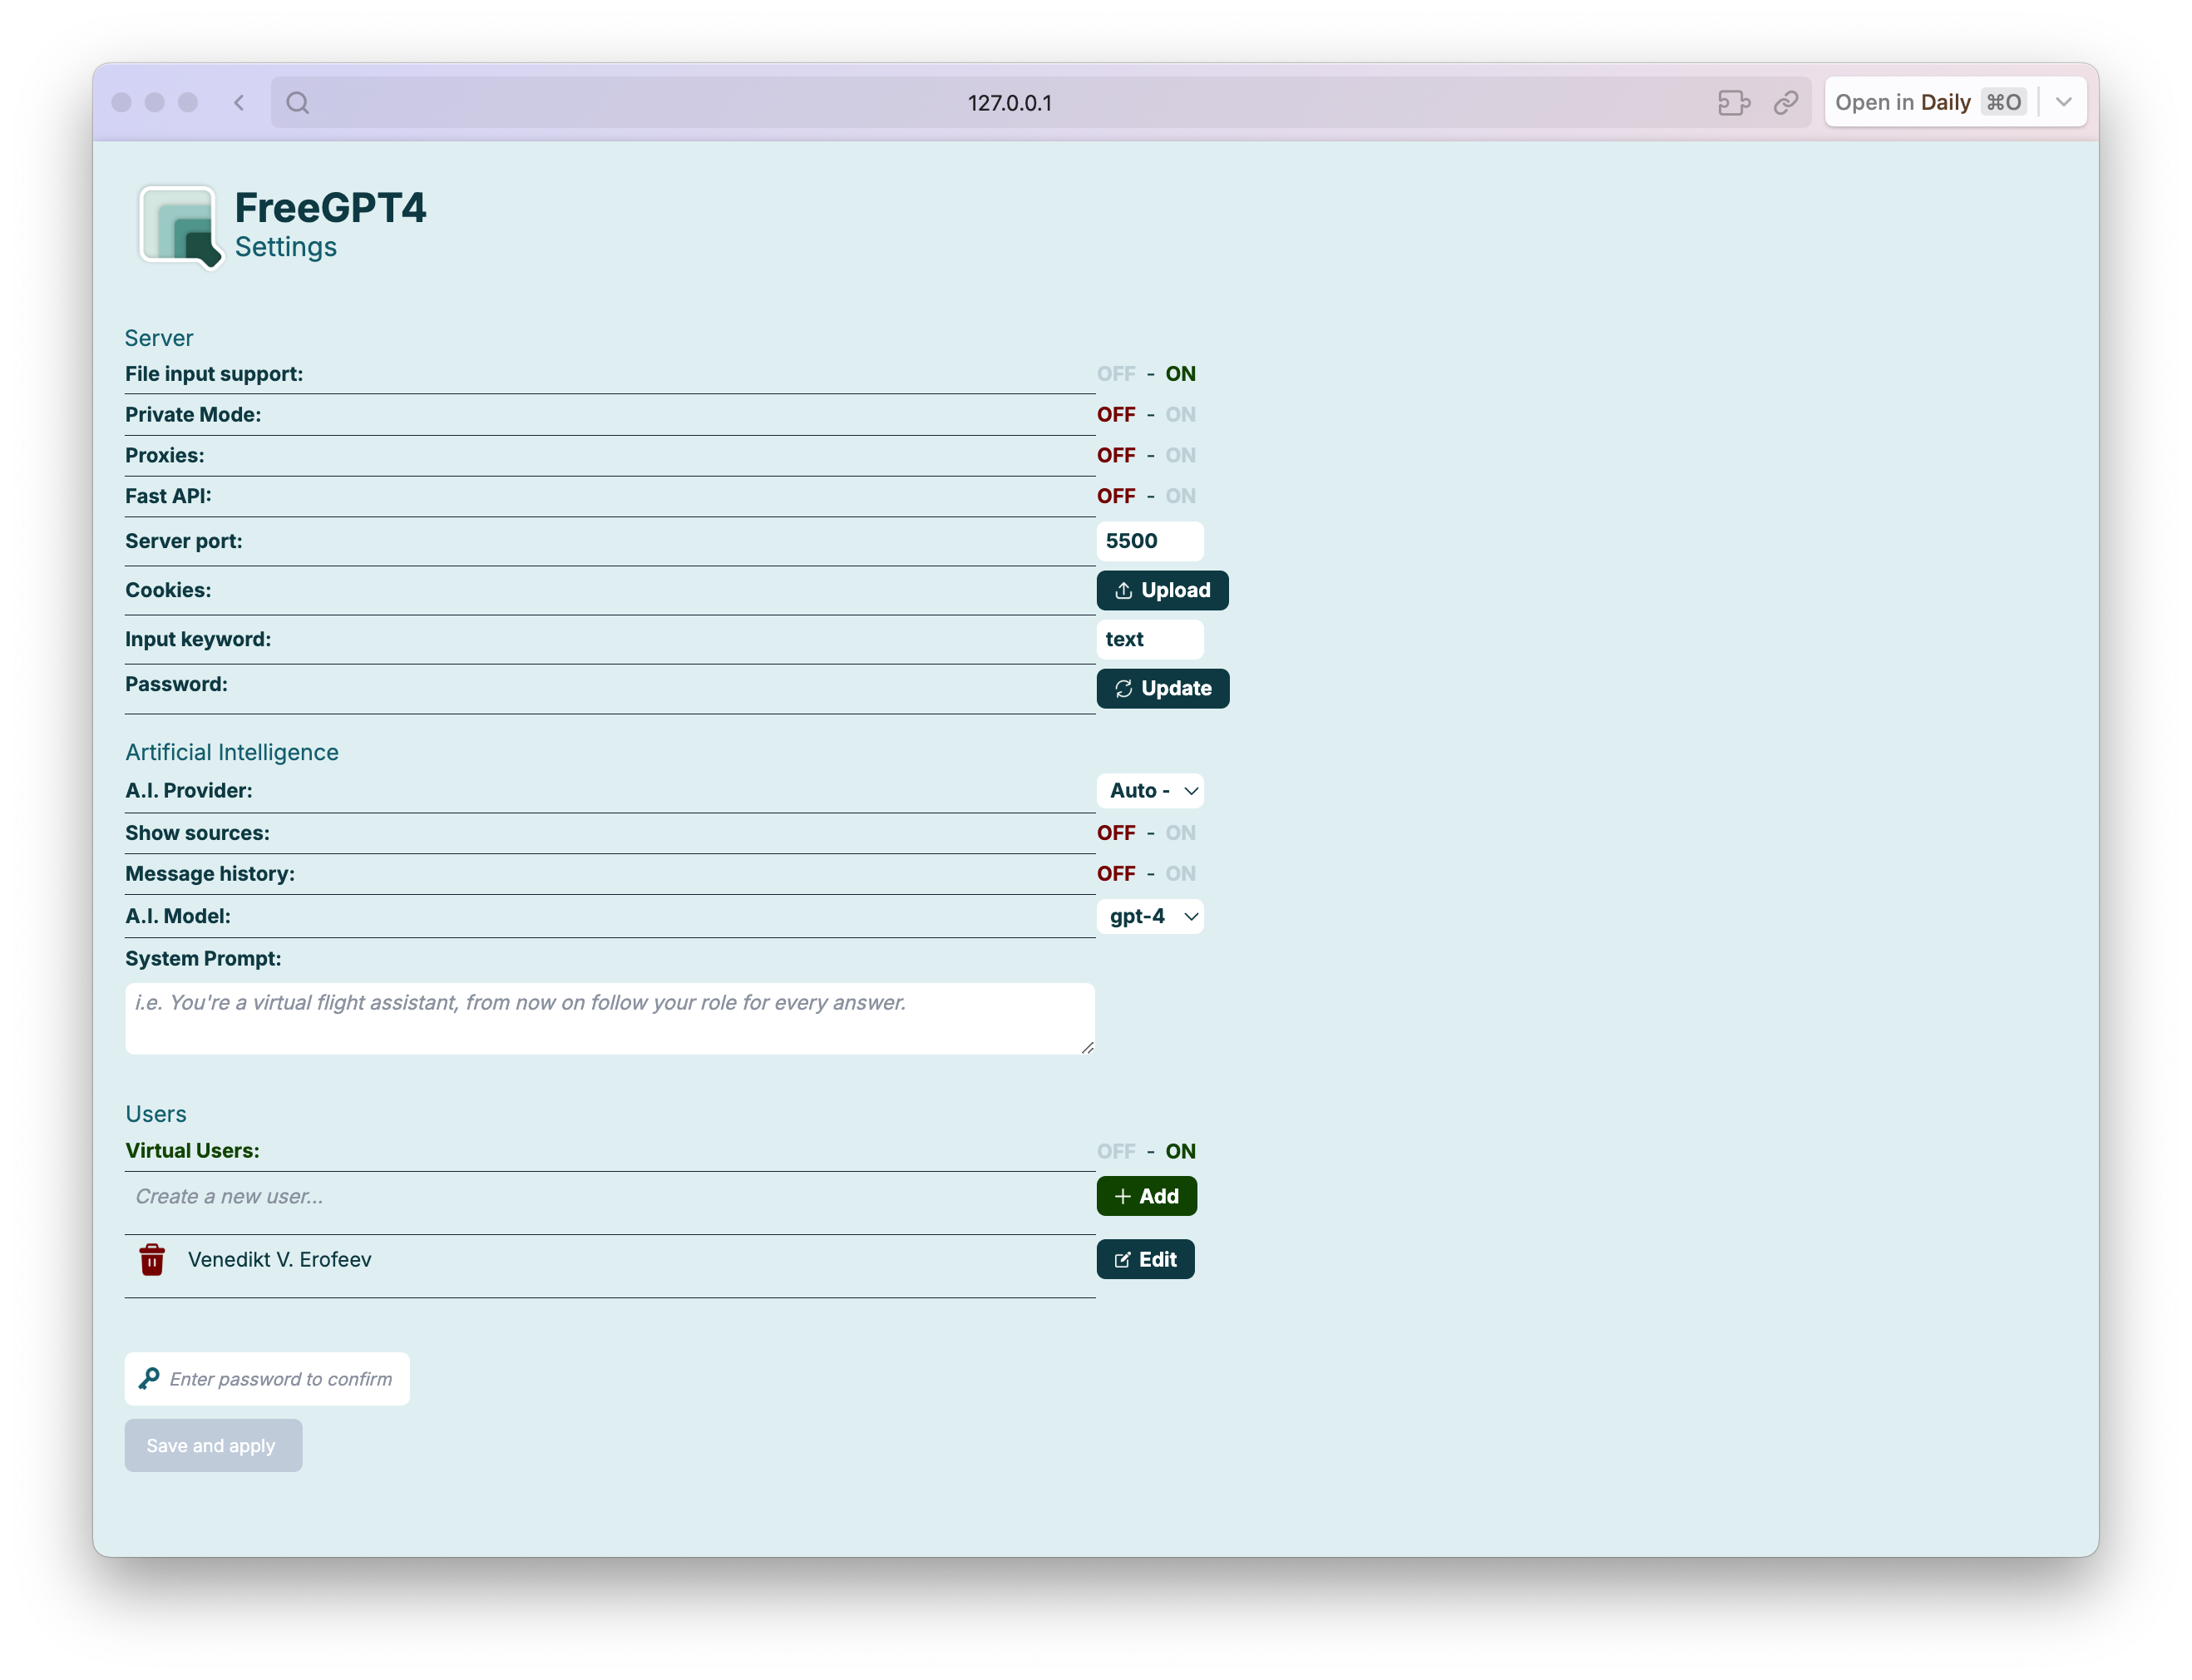 127.0.0.1
Open in Daily ⌘O
FreeGPT4
Settings
Server
File input support: OFF - ON
Private Mode: OFF - ON
Proxies: OFF - ON
Fast API: OFF - ON
Server port: 5500
Cookies: Upload
Input keyword: text
Password: Update
Artificial Intelligence
A.I. Provider: Auto -
Show sources: OFF - ON
Message history: OFF - ON
A.I. Model: gpt-4
System Prompt:
i.e. You're a virtual flight assistant, from now on follow your role for every answer.
Users
Virtual Users: OFF - ON
Create a new user... Add
Venedikt V. Erofeev Edit
Enter password to confirm
Save and apply